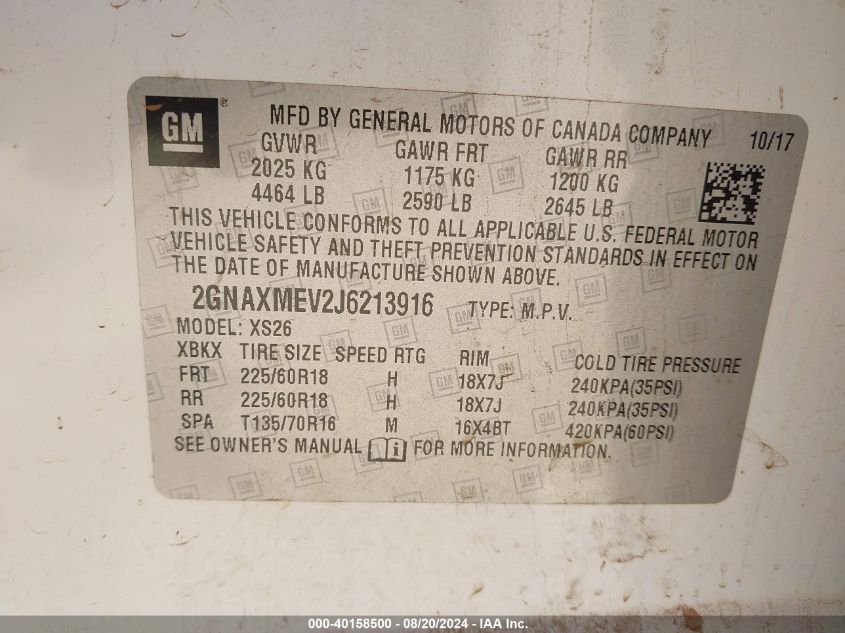 GM ®
MFD BY GENERAL MOTORS OF CANADA COMPANY 10/17
GVWR GAWR FRT GAWR RR
2025 KG 1175 KG 1200 KG
4464 LB 2590 LB 2645 LB
THIS VEHICLE CONFORMS TO ALL APPLICABLE U.S. FEDERAL MOTOR
VEHICLE SAFETY AND THEFT PREVENTION STANDARDS IN EFFECT ON
THE DATE OF MANUFACTURE SHOWN ABOVE.
2GNAXMEV2J6213916 TYPE: M.P.V.
MODEL: XS26
XBKX TIRE SIZE SPEED RTG RIM COLD TIRE PRESSURE
FRT 225/60R18 H 18X7J 240KPA(35PSI)
RR 225/60R18 H 18X7J 240KPA(35PSI)
SPA T135/70R16 M 16X4BT 420KPA(60PSI)
SEE OWNER'S MANUAL FOR MORE INFORMATION.
000-40158500 - 08/20/2024 - IAA Inc.